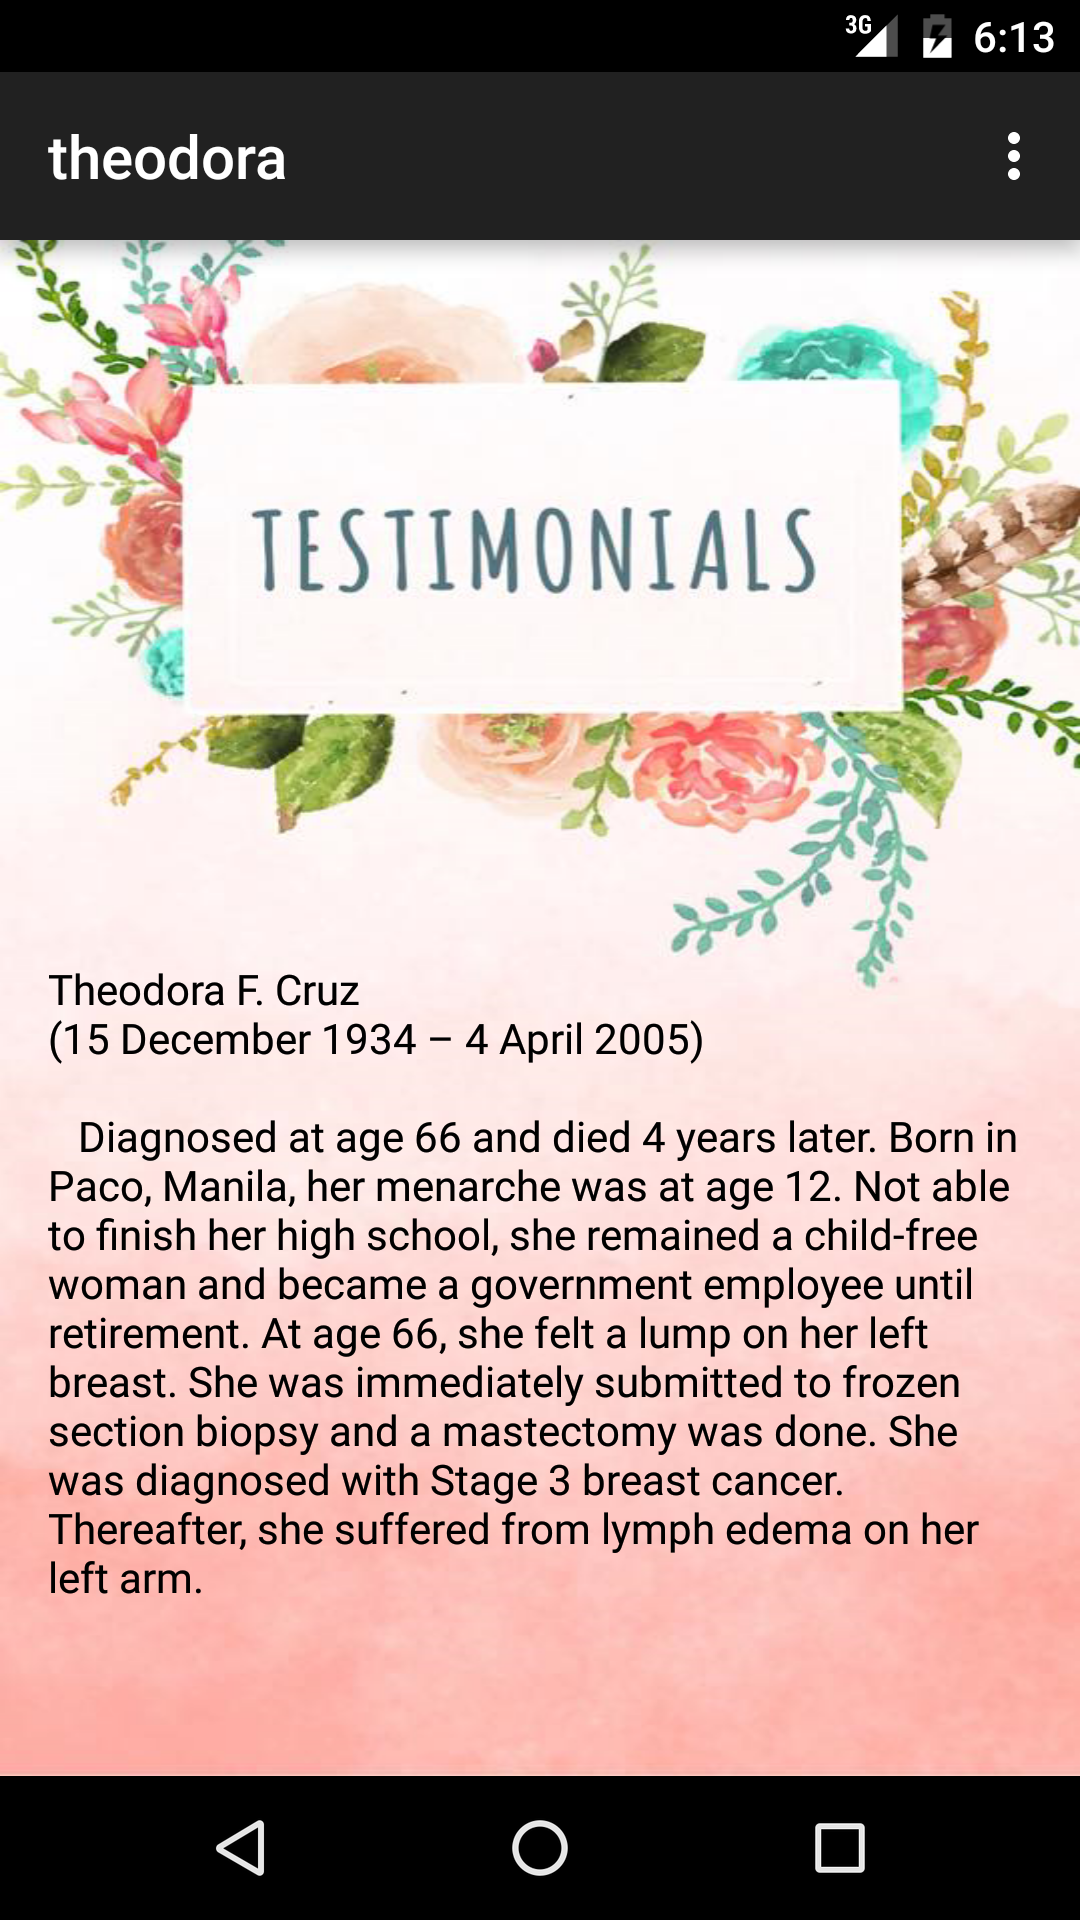 3G 6:13
theodora
TESTIMONIALS
Theodora F. Cruz
(15 December 1934 – 4 April 2005)
Diagnosed at age 66 and died 4 years later. Born in
Paco, Manila, her menarche was at age 12. Not able
to finish her high school, she remained a child-free
woman and became a government employee until
retirement. At age 66, she felt a lump on her left
breast. She was immediately submitted to frozen
section biopsy and a mastectomy was done. She
was diagnosed with Stage 3 breast cancer.
Thereafter, she suffered from lymph edema on her
left arm.